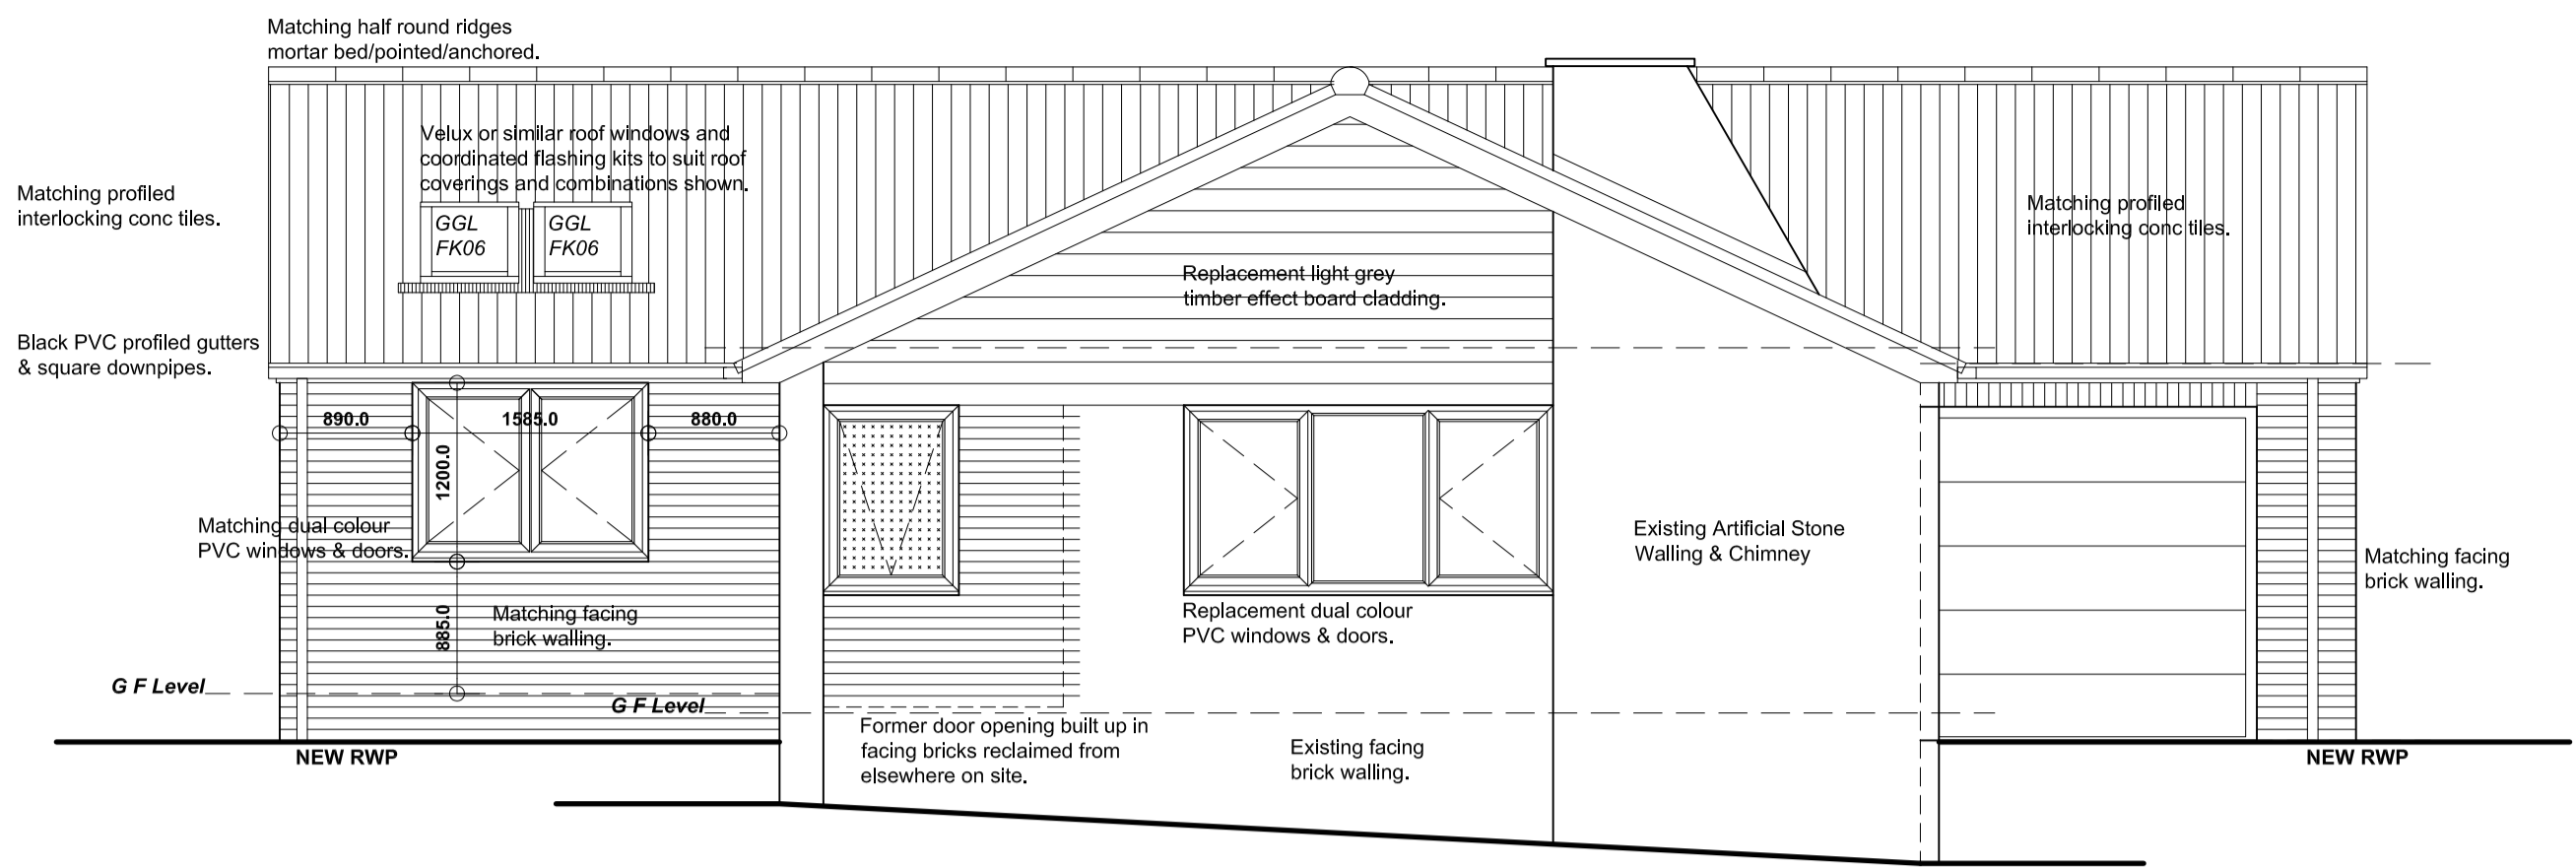 Matching half round ridges
mortar bed/pointed/anchored.
Velux or similar roof windows and
coordinated flashing kits to suit roof
coverings and combinations shown.
Matching profiled
interlocking conc tiles.
Matching profiled
interlocking conc tiles.
GGL
FK06
GGL
FK06
Replacement light grey
timber effect board cladding.
Black PVC profiled gutters
& square downpipes.
890.0
1585.0
880.0
1200.0
Matching dual colour
PVC windows & doors.
Existing Artificial Stone
Walling & Chimney
Matching facing
brick walling.
885.0
Matching facing
brick walling.
Replacement dual colour
PVC windows & doors.
G F Level
G F Level
Former door opening built up in
facing bricks reclaimed from
elsewhere on site.
Existing facing
brick walling.
NEW RWP
NEW RWP